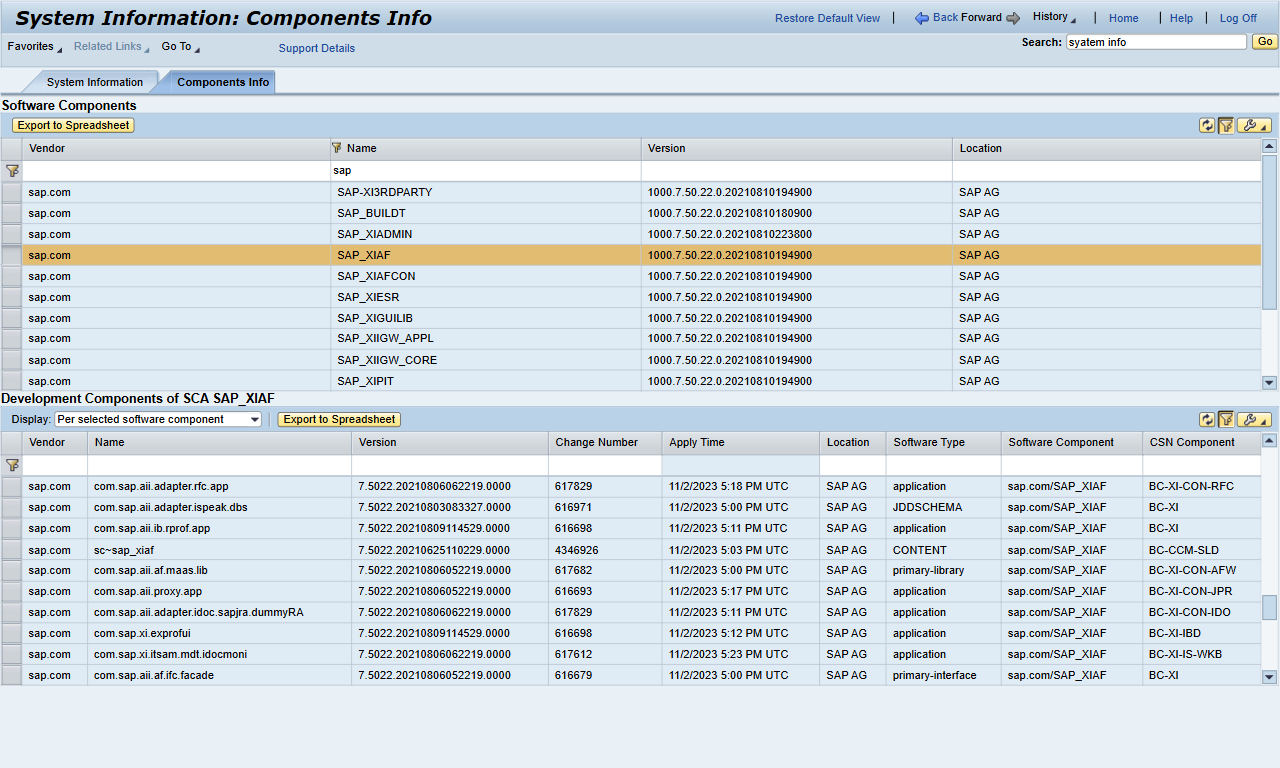 System Information: Components Info
Restore Default View | Back Forward History | Home | Help | Log Off
Favorites Related Links Go To Support Details
Search: syatem info Go
System Information Components Info
Software Components
Export to Spreadsheet
Vendor Name Version Location
sap
sap.com SAP-XI3RDPARTY 1000.7.50.22.0.20210810194900 SAP AG
sap.com SAP_BUILDT 1000.7.50.22.0.20210810180900 SAP AG
sap.com SAP_XIADMIN 1000.7.50.22.0.20210810223800 SAP AG
sap.com SAP_XIAF 1000.7.50.22.0.20210810194900 SAP AG
sap.com SAP_XIAFCON 1000.7.50.22.0.20210810194900 SAP AG
sap.com SAP_XIESR 1000.7.50.22.0.20210810194900 SAP AG
sap.com SAP_XIGUILIB 1000.7.50.22.0.20210810194900 SAP AG
sap.com SAP_XIIGW_APPL 1000.7.50.22.0.20210810194900 SAP AG
sap.com SAP_XIIGW_CORE 1000.7.50.22.0.20210810194900 SAP AG
sap.com SAP_XIPIT 1000.7.50.22.0.20210810194900 SAP AG
Development Components of SCA SAP_XIAF
Display: Per selected software component Export to Spreadsheet
Vendor Name Version Change Number Apply Time Location Software Type Software Component CSN Component
sap.com com.sap.aii.adapter.rfc.app 7.5022.20210806062219.0000 617829 11/2/2023 5:18 PM UTC SAP AG application sap.com/SAP_XIAF BC-XI-CON-RFC
sap.com com.sap.aii.adapter.ispeak.dbs 7.5022.20210803083327.0000 616971 11/2/2023 5:00 PM UTC SAP AG JDDSCHEMA sap.com/SAP_XIAF BC-XI
sap.com com.sap.aii.ib.rprof.app 7.5022.20210809114529.0000 616698 11/2/2023 5:11 PM UTC SAP AG application sap.com/SAP_XIAF BC-XI
sap.com sc~sap_xiaf 7.5022.20210625110229.0000 4346926 11/2/2023 5:03 PM UTC SAP AG CONTENT sap.com/SAP_XIAF BC-CCM-SLD
sap.com com.sap.aii.af.maas.lib 7.5022.20210806052219.0000 617682 11/2/2023 5:00 PM UTC SAP AG primary-library sap.com/SAP_XIAF BC-XI-CON-AFW
sap.com com.sap.aii.proxy.app 7.5022.20210806052219.0000 616693 11/2/2023 5:17 PM UTC SAP AG application sap.com/SAP_XIAF BC-XI-CON-JPR
sap.com com.sap.aii.adapter.idoc.sapjra.dummyRA 7.5022.20210806062219.0000 617829 11/2/2023 5:11 PM UTC SAP AG application sap.com/SAP_XIAF BC-XI-CON-IDO
sap.com com.sap.xi.exprofui 7.5022.20210809114529.0000 616698 11/2/2023 5:12 PM UTC SAP AG application sap.com/SAP_XIAF BC-XI-IBD
sap.com com.sap.xi.itsam.mdt.idocmoni 7.5022.20210806062219.0000 617612 11/2/2023 5:23 PM UTC SAP AG application sap.com/SAP_XIAF BC-XI-IS-WKB
sap.com com.sap.aii.af.ifc.facade 7.5022.20210806052219.0000 616679 11/2/2023 5:00 PM UTC SAP AG primary-interface sap.com/SAP_XIAF BC-XI